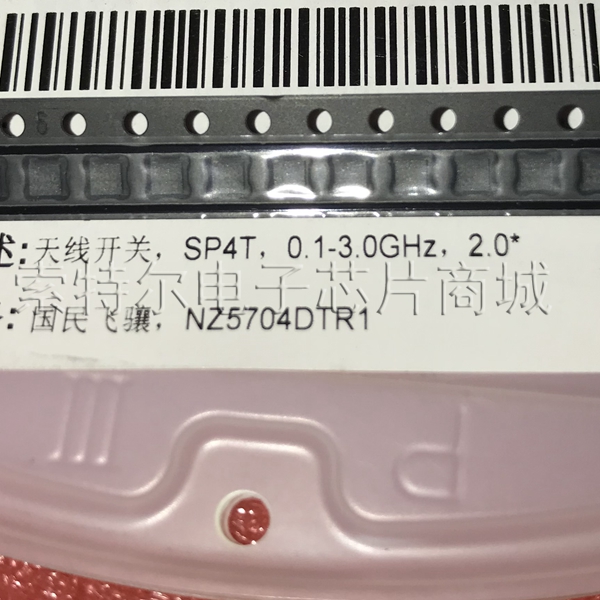 述:天线开关，SP4T，0.1-3.0GHz，2.0*
索特尔电子芯片商城
: 国民飞骧，NZ5704DTR1